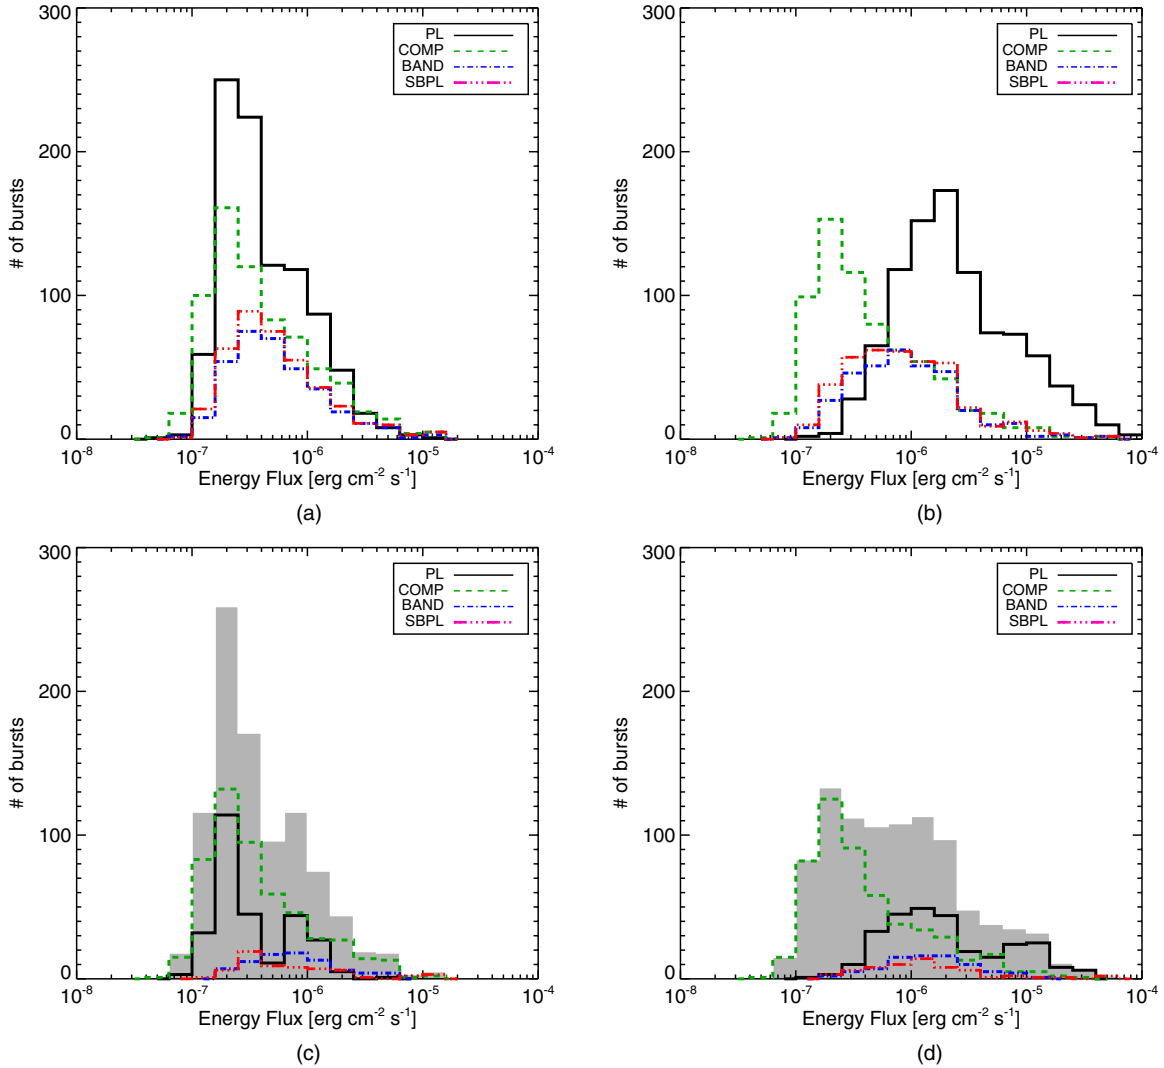 300
200
100
0
# of bursts
PL
COMP
BAND
SBPL
10-8
10-7
10-6
10-5
10-4
Energy Flux [erg cm-2 s-1]
(a)
300
200
100
0
# of bursts
PL
COMP
BAND
SBPL
10-8
10-7
10-6
10-5
10-4
Energy Flux [erg cm-2 s-1]
(b)
300
200
100
0
# of bursts
PL
COMP
BAND
SBPL
10-8
10-7
10-6
10-5
10-4
Energy Flux [erg cm-2 s-1]
(c)
300
200
100
0
# of bursts
PL
COMP
BAND
SBPL
10-8
10-7
10-6
10-5
10-4
Energy Flux [erg cm-2 s-1]
(d)